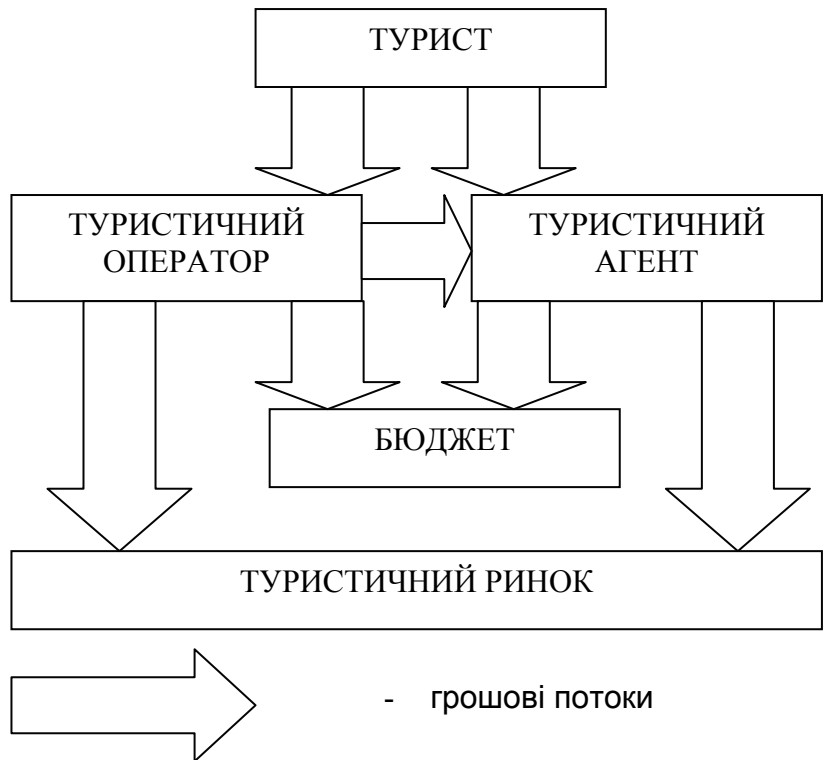 ТУРИСТ
ТУРИСТИЧНИЙ
ОПЕРАТОР
ТУРИСТИЧНИЙ
АГЕНТ
БЮДЖЕТ
ТУРИСТИЧНИЙ РИНОК
- грошові потоки